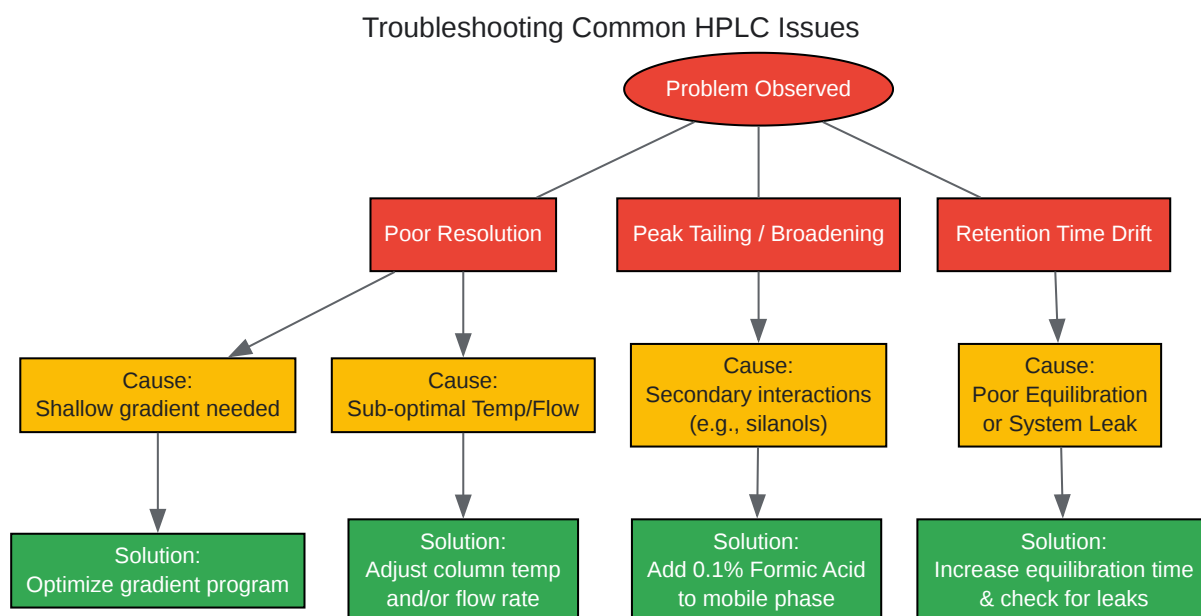 Troubleshooting Common HPLC Issues
Problem Observed
Poor Resolution
Peak Tailing / Broadening
Retention Time Drift
Cause:
Shallow gradient needed
Cause:
Sub-optimal Temp/Flow
Cause:
Secondary interactions
(e.g., silanols)
Cause:
Poor Equilibration
or System Leak
Solution:
Optimize gradient program
Solution:
Adjust column temp
and/or flow rate
Solution:
Add 0.1% Formic Acid
to mobile phase
Solution:
Increase equilibration time
& check for leaks